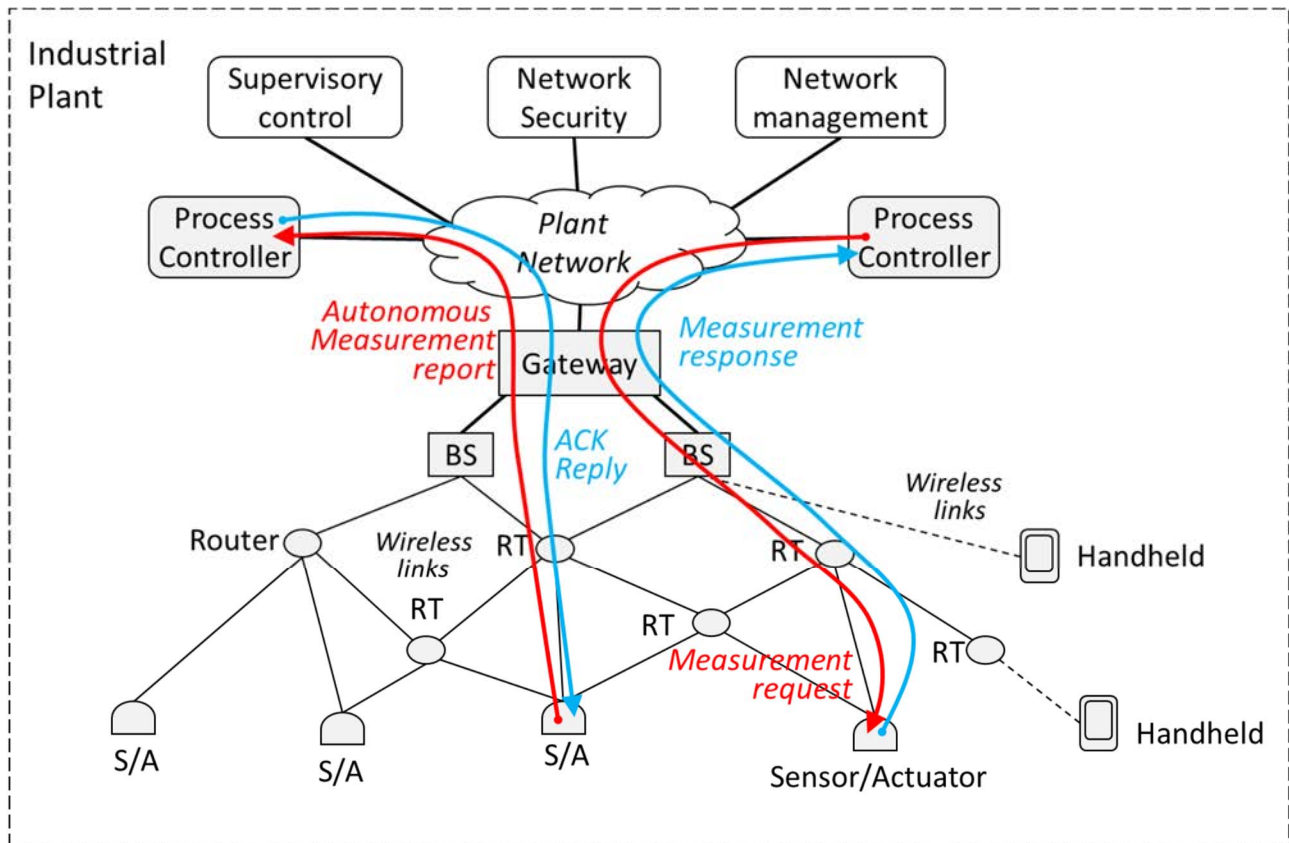 Industrial
Plant
Supervisory
control
Network
Security
Network
management
Process
Controller
Plant
Network
Process
Controller
Autonomous
Measurement
report
Measurement
response
Gateway
BS
ACK
Reply
BS
Wireless
links
Router
Wireless
links
RT
RT
Handheld
RT
RT
RT
Measurement
request
S/A
S/A
S/A
Sensor/Actuator
Handheld